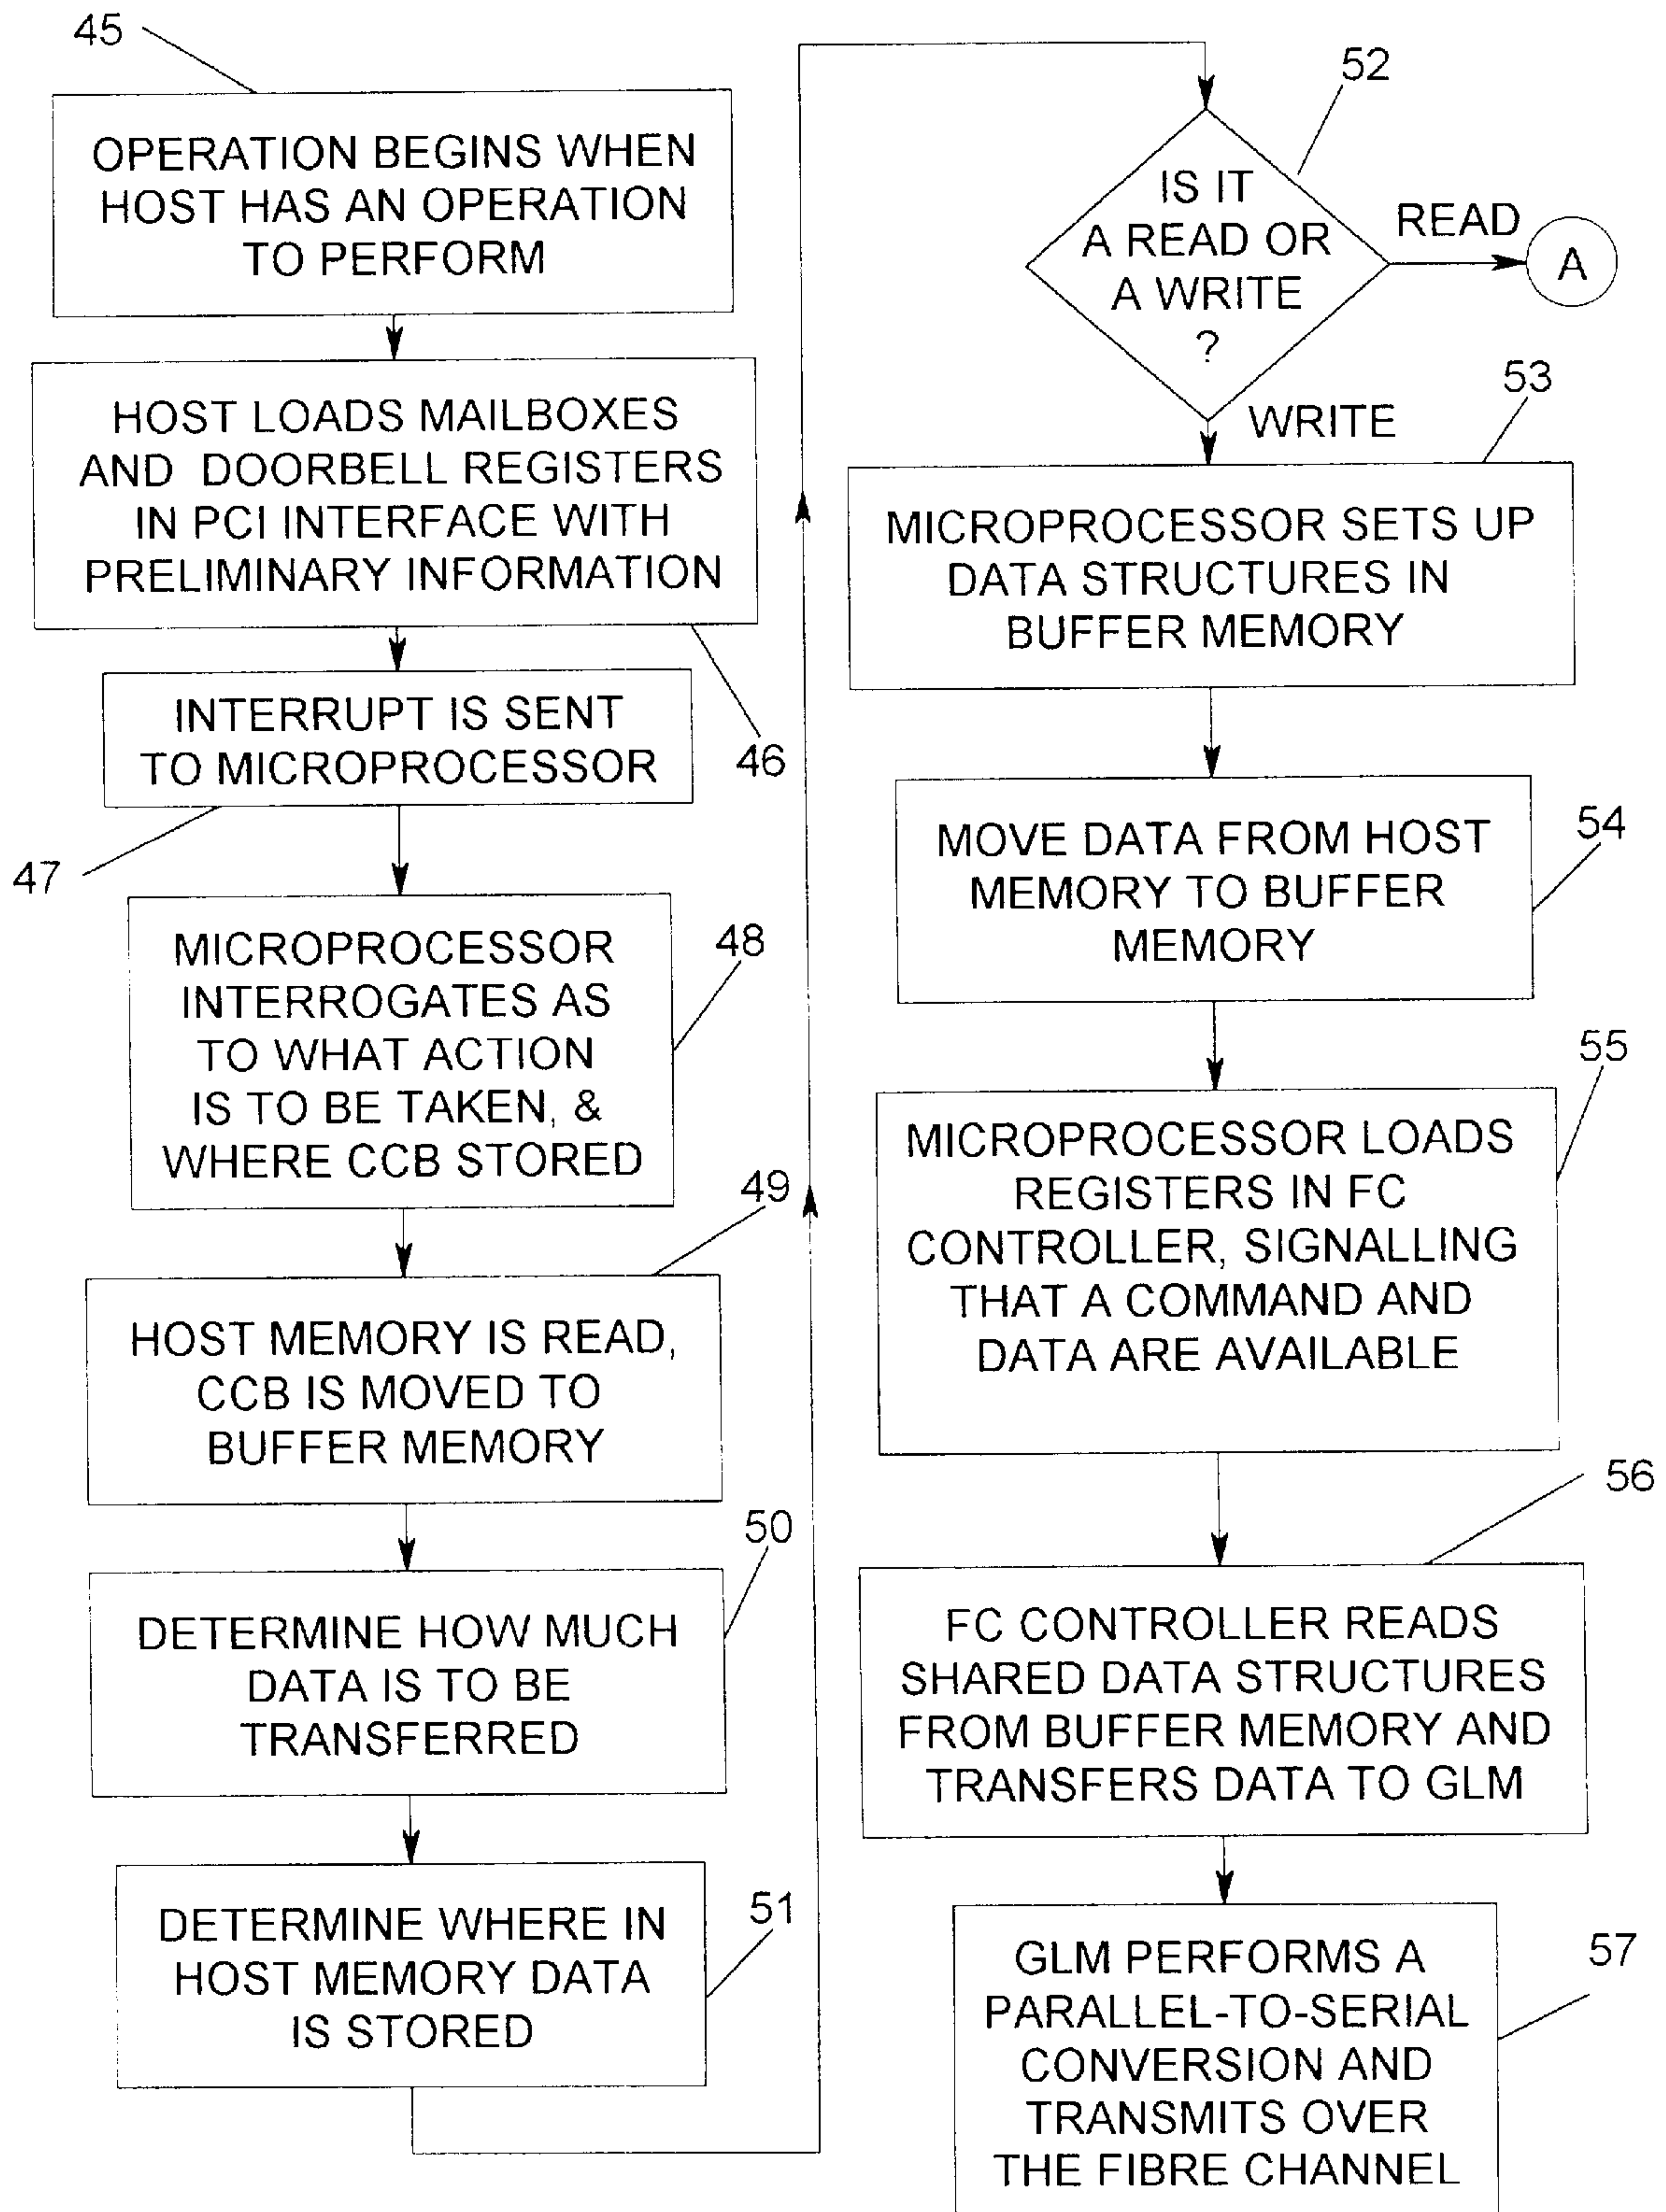 45
OPERATION BEGINS WHEN
HOST HAS AN OPERATION
TO PERFORM
HOST LOADS MAILBOXES
AND DOORBELL REGISTERS
IN PCI INTERFACE WITH
PRELIMINARY INFORMATION
46
INTERRUPT IS SENT
TO MICROPROCESSOR
47
MICROPROCESSOR
INTERROGATES AS
TO WHAT ACTION
IS TO BE TAKEN, &
WHERE CCB STORED
48
49
HOST MEMORY IS READ,
CCB IS MOVED TO
BUFFER MEMORY
50
DETERMINE HOW MUCH
DATA IS TO BE
TRANSFERRED
51
DETERMINE WHERE IN
HOST MEMORY DATA
IS STORED
52
IS IT
A READ OR
A WRITE
?
READ
A
WRITE
53
MICROPROCESSOR SETS UP
DATA STRUCTURES IN
BUFFER MEMORY
54
MOVE DATA FROM HOST
MEMORY TO BUFFER
MEMORY
55
MICROPROCESSOR LOADS
REGISTERS IN FC
CONTROLLER, SIGNALLING
THAT A COMMAND AND
DATA ARE AVAILABLE
56
FC CONTROLLER READS
SHARED DATA STRUCTURES
FROM BUFFER MEMORY AND
TRANSFERS DATA TO GLM
57
GLM PERFORMS A
PARALLEL-TO-SERIAL
CONVERSION AND
TRANSMITS OVER
THE FIBRE CHANNEL